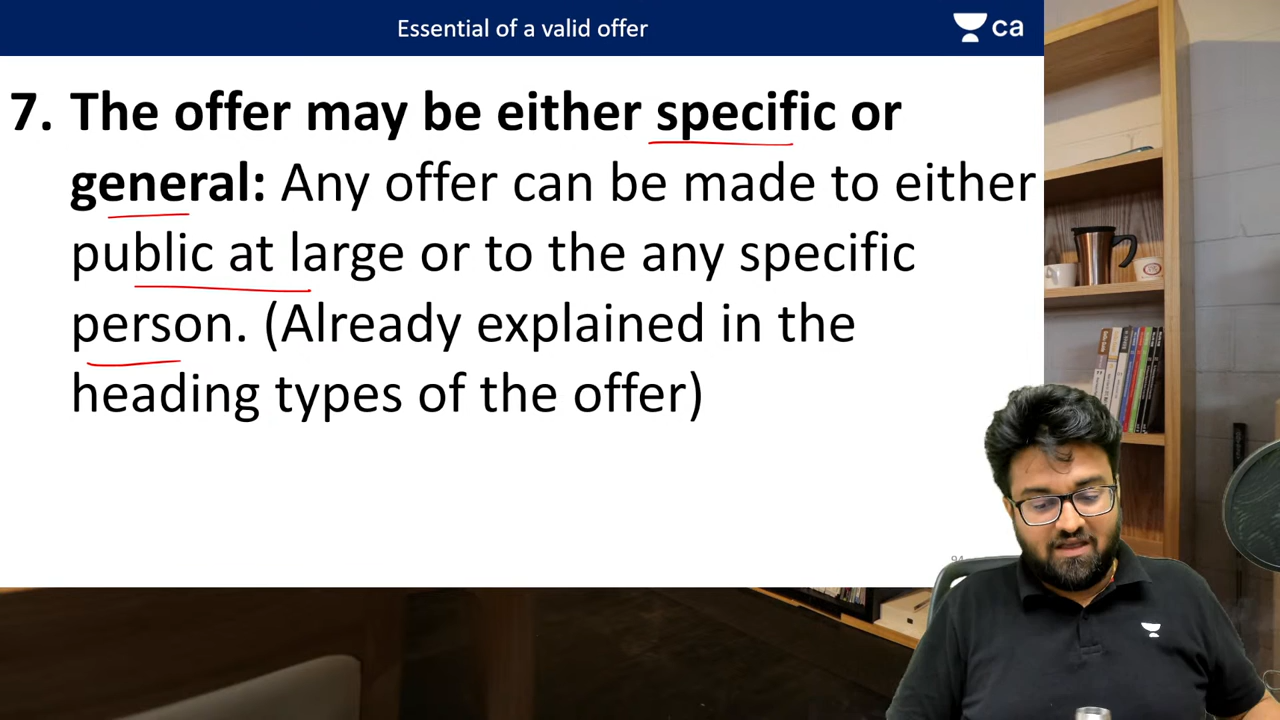 Essential of a valid offer
ca
7. The offer may be either specific or
general: Any offer can be made to either
public at large or to the any specific
person. (Already explained in the
heading types of the offer)